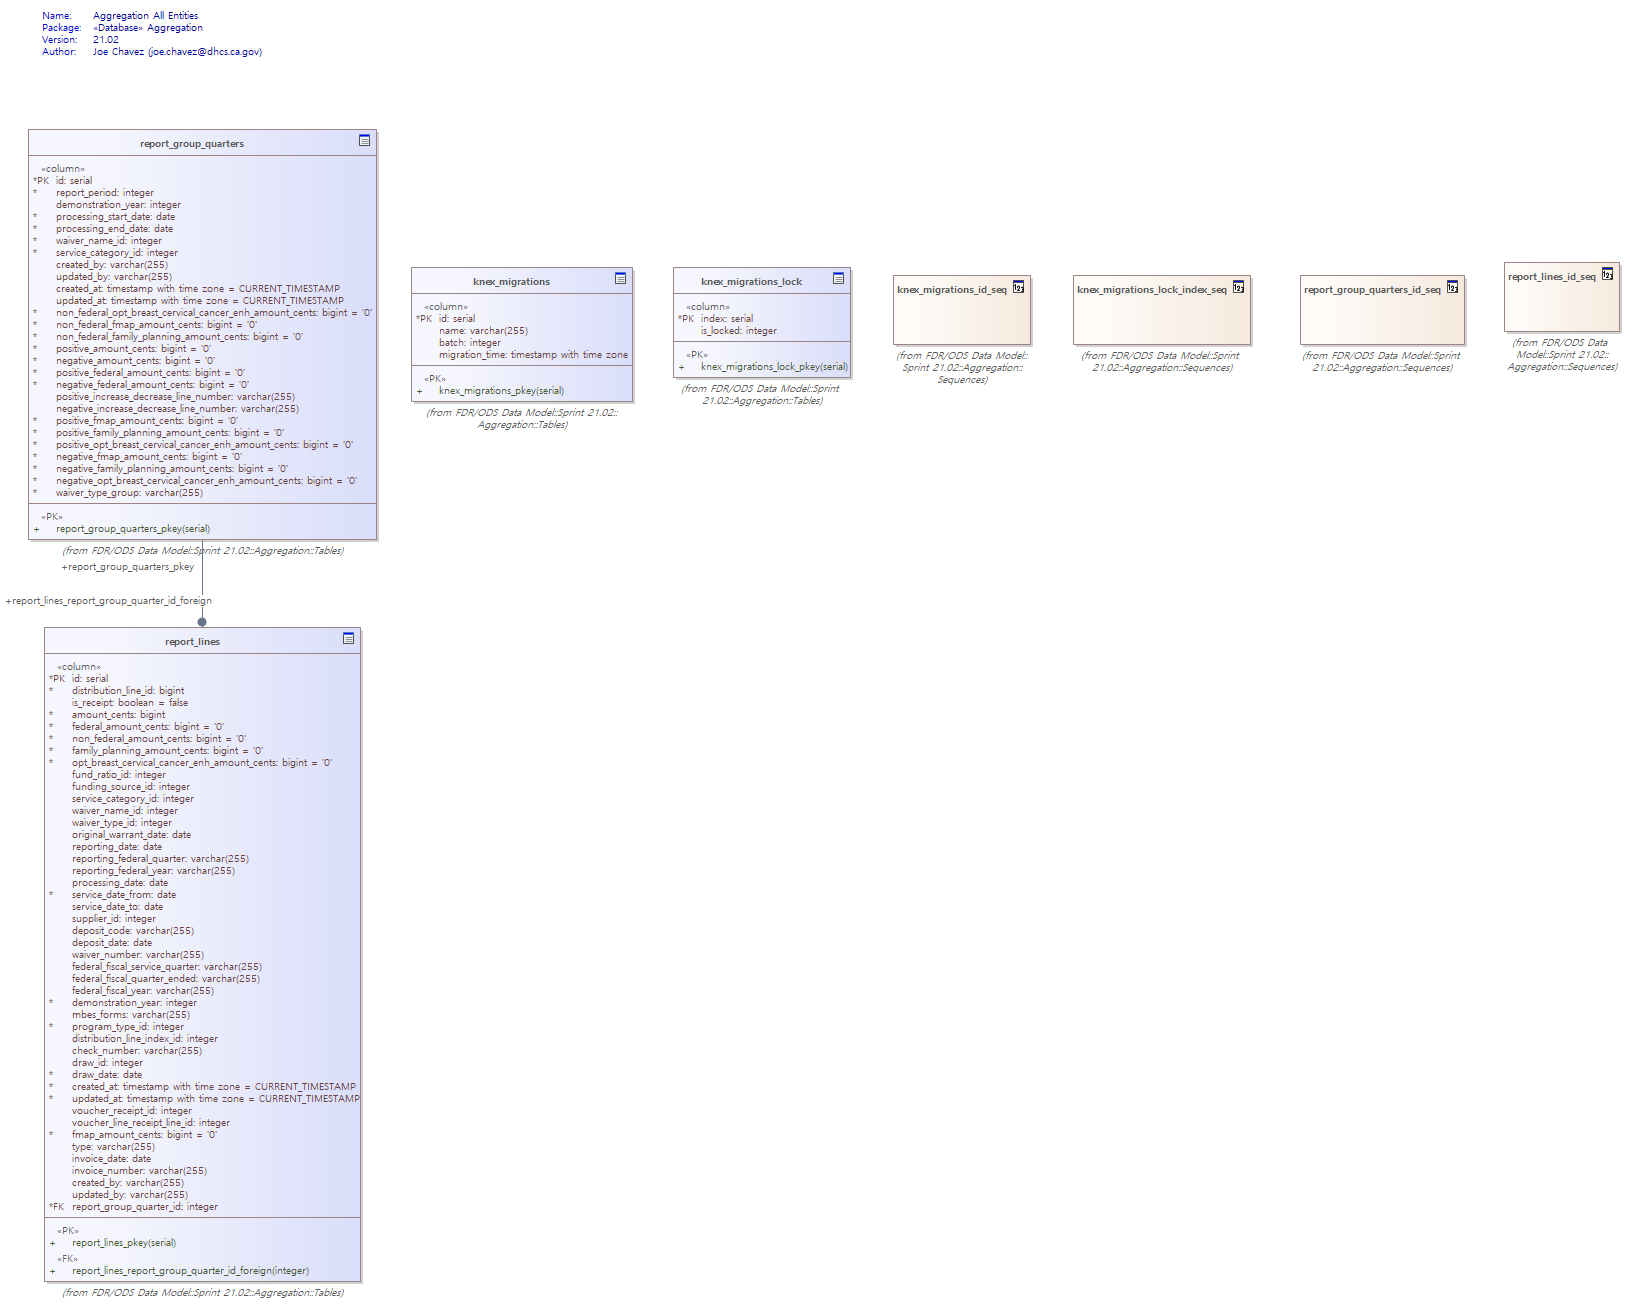 Name: Aggregation All Entities
Package: «Database» Aggregation
Version: 21.02
Author: Joe Chavez (joe.chavez@dhcs.ca.gov)
report_group_quarters
«column»
*PK id: serial
* report_period: integer
demonstration_year: integer
* processing_start_date: date
* processing_end_date: date
* waiver_name_id: integer
* service_category_id: integer
created_by: varchar(255)
updated_by: varchar(255)
created_at: timestamp with time zone = CURRENT_TIMESTAMP
updated_at: timestamp with time zone = CURRENT_TIMESTAMP
* non_federal_opt_breast_cervical_cancer_enh_amount_cents: bigint = '0'
* non_federal_fmap_amount_cents: bigint = '0'
* non_federal_family_planning_amount_cents: bigint = '0'
* positive_amount_cents: bigint = '0'
* negative_amount_cents: bigint = '0'
* positive_federal_amount_cents: bigint = '0'
* negative_federal_amount_cents: bigint = '0'
positive_increase_decrease_line_number: varchar(255)
negative_increase_decrease_line_number: varchar(255)
* positive_fmap_amount_cents: bigint = '0'
* positive_family_planning_amount_cents: bigint = '0'
* positive_opt_breast_cervical_cancer_enh_amount_cents: bigint = '0'
* negative_fmap_amount_cents: bigint = '0'
* negative_family_planning_amount_cents: bigint = '0'
* negative_opt_breast_cervical_cancer_enh_amount_cents: bigint = '0'
* waiver_type_group: varchar(255)
«PK»
+ report_group_quarters_pkey(serial)
(from FDR/ODS Data Model::Sprint 21.02::Aggregation::Tables)
+report_group_quarters_pkey
+report_lines_report_group_quarter_id_foreign
knex_migrations
«column»
*PK id: serial
name: varchar(255)
batch: integer
migration_time: timestamp with time zone
«PK»
+ knex_migrations_pkey(serial)
(from FDR/ODS Data Model::Sprint 21.02::
Aggregation::Tables)
knex_migrations_lock
«column»
*PK index: serial
is_locked: integer
«PK»
+ knex_migrations_lock_pkey(serial)
(from FDR/ODS Data Model::Sprint
21.02::Aggregation::Tables)
knex_migrations_id_seq
(from FDR/ODS Data Model::
Sprint 21.02::Aggregation::
Sequences)
knex_migrations_lock_index_seq
(from FDR/ODS Data Model::Sprint
21.02::Aggregation::Sequences)
report_group_quarters_id_seq
(from FDR/ODS Data Model::Sprint
21.02::Aggregation::Sequences)
report_lines_id_seq
(from FDR/ODS Data
Model::Sprint 21.02::
Aggregation::Sequences)
report_lines
«column»
*PK id: serial
* distribution_line_id: bigint
is_receipt: boolean = false
* amount_cents: bigint
* federal_amount_cents: bigint = '0'
* non_federal_amount_cents: bigint = '0'
* family_planning_amount_cents: bigint = '0'
* opt_breast_cervical_cancer_enh_amount_cents: bigint = '0'
fund_ratio_id: integer
funding_source_id: integer
service_category_id: integer
waiver_name_id: integer
waiver_type_id: integer
original_warrant_date: date
reporting_date: date
reporting_federal_quarter: varchar(255)
reporting_federal_year: varchar(255)
processing_date: date
* service_date_from: date
service_date_to: date
supplier_id: integer
deposit_code: varchar(255)
deposit_date: date
waiver_number: varchar(255)
federal_fiscal_service_quarter: varchar(255)
federal_fiscal_quarter_ended: varchar(255)
federal_fiscal_year: varchar(255)
* demonstration_year: integer
mbes_forms: varchar(255)
* program_type_id: integer
distribution_line_index_id: integer
check_number: varchar(255)
draw_id: integer
* draw_date: date
* created_at: timestamp with time zone = CURRENT_TIMESTAMP
* updated_at: timestamp with time zone = CURRENT_TIMESTAMP
voucher_receipt_id: integer
voucher_line_receipt_line_id: integer
* fmap_amount_cents: bigint = '0'
type: varchar(255)
invoice_date: date
invoice_number: varchar(255)
created_by: varchar(255)
updated_by: varchar(255)
*FK report_group_quarter_id: integer
«PK»
+ report_lines_pkey(serial)
«FK»
+ report_lines_report_group_quarter_id_foreign(integer)
(from FDR/ODS Data Model::Sprint 21.02::Aggregation::Tables)